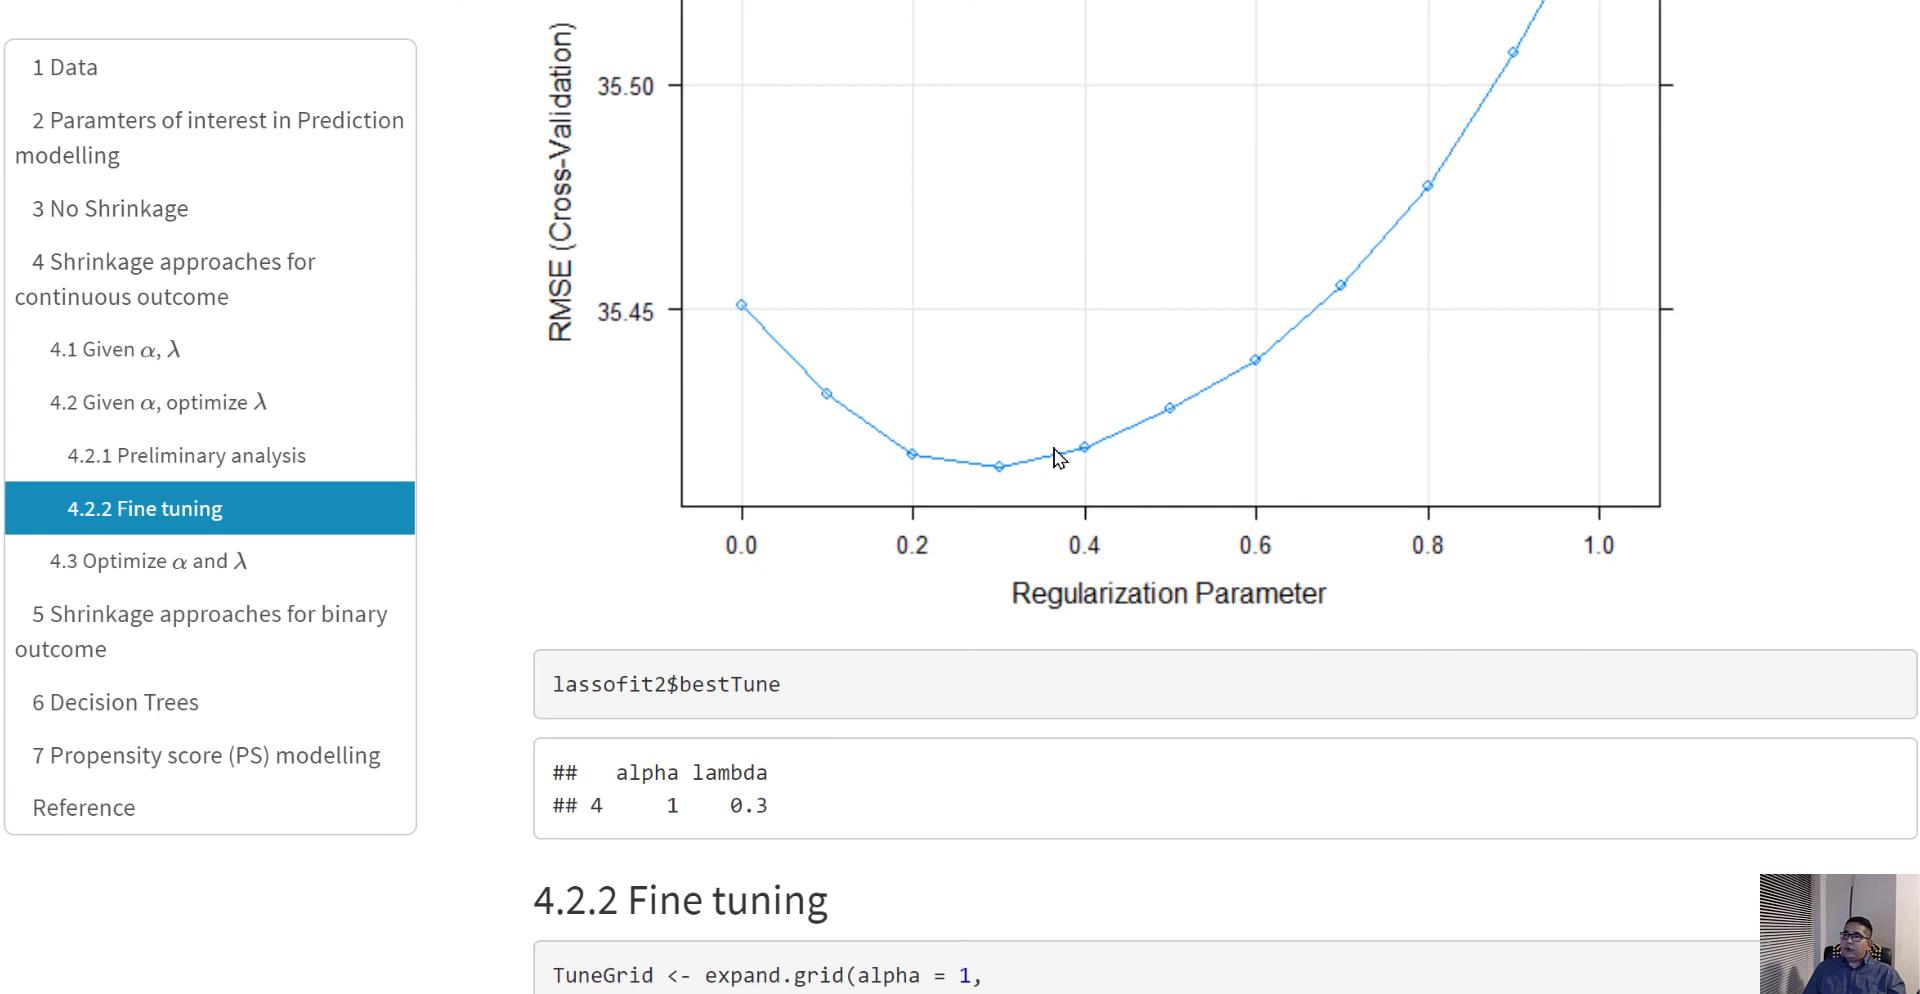 1 Data
2 Paramters of interest in Prediction
modelling
3 No Shrinkage
4 Shrinkage approaches for
continuous outcome
4.1 Given α, λ
4.2 Given α, optimize λ
4.2.1 Preliminary analysis
4.2.2 Fine tuning
4.3 Optimize α and λ
5 Shrinkage approaches for binary
outcome
6 Decision Trees
7 Propensity score (PS) modelling
Reference
RMSE (Cross-Validation)
35.50
35.45
0.0 0.2 0.4 0.6 0.8 1.0
Regularization Parameter
lassofit2$bestTune
## alpha lambda
## 4 1 0.3
4.2.2 Fine tuning
TuneGrid <- expand.grid(alpha = 1,